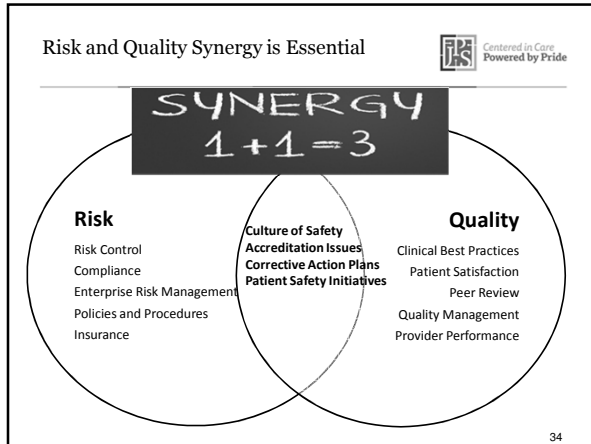 Risk and Quality Synergy is Essential
JPS
Centered in Care
Powered by Pride
SYNERGY
1+1=3
Risk
Risk Control
Compliance
Enterprise Risk Management
Policies and Procedures
Insurance
Culture of Safety
Accreditation Issues
Corrective Action Plans
Patient Safety Initiatives
Quality
Clinical Best Practices
Patient Satisfaction
Peer Review
Quality Management
Provider Performance
34